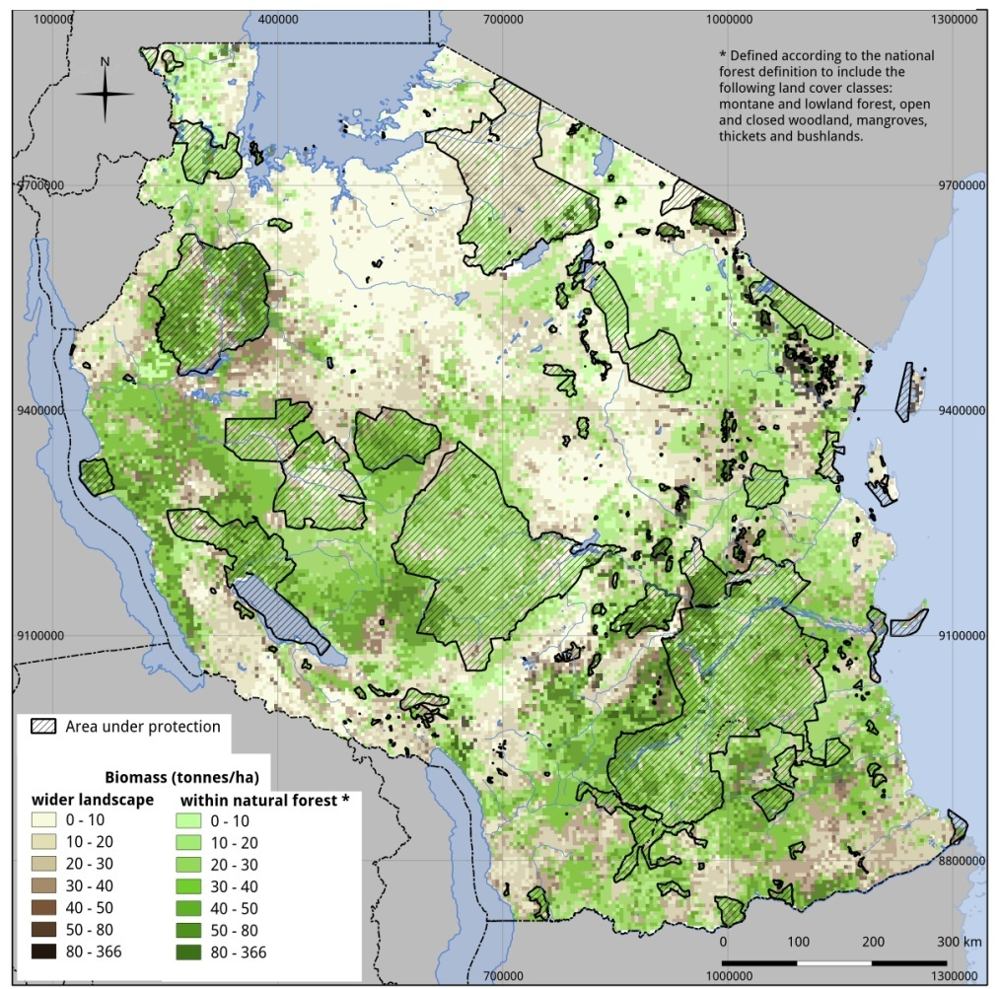 100000 400000 700000 1000000 1300000
* Defined according to the national
forest definition to include the
following land cover classes:
montane and lowland forest, open
and closed woodland, mangroves,
thickets and bushlands.
N
9700000 9700000
9400000 9400000
9100000 9100000
Area under protection
Biomass (tonnes/ha)
wider landscape within natural forest *
0 - 10 0 - 10
10 - 20 10 - 20
20 - 30 20 - 30
30 - 40 30 - 40
40 - 50 40 - 50
50 - 80 50 - 80
80 - 366 80 - 366
8800000
0 100 200 300 km
700000 1000000 1300000